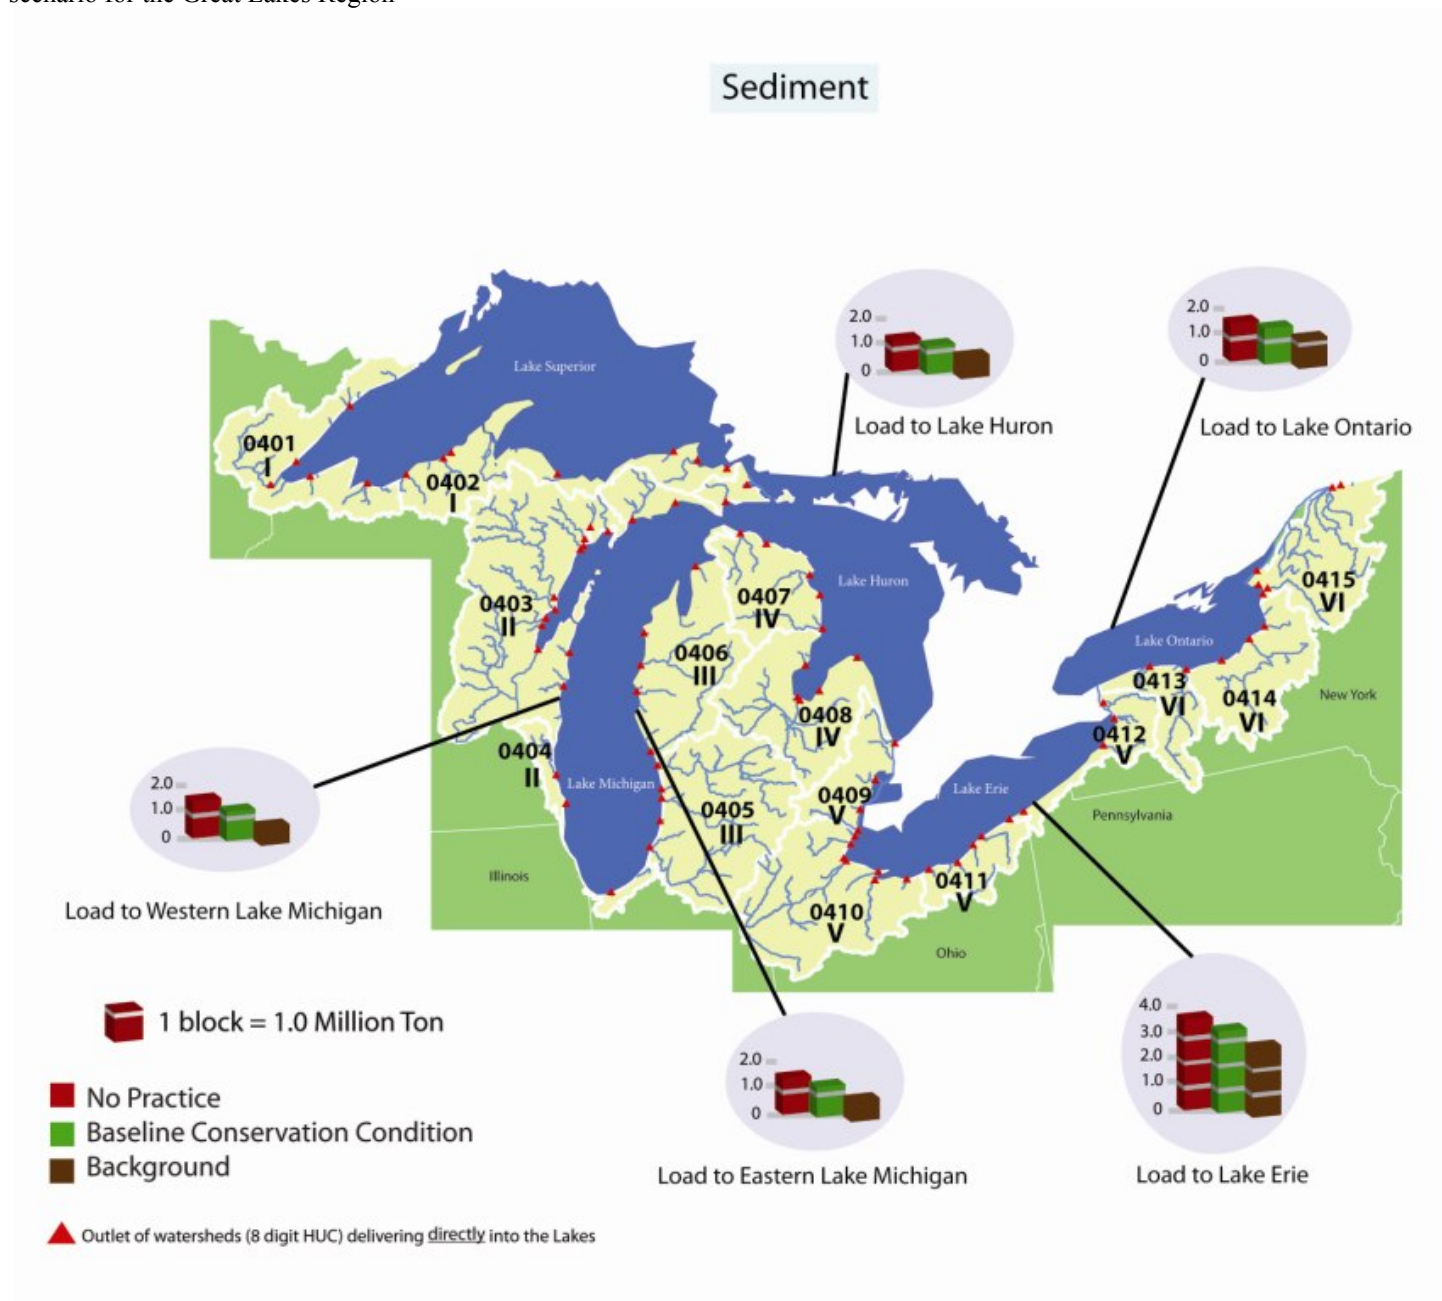 scenario for the Great Lakes Region
Sediment
2.0
1.0
0
Load to Lake Huron
2.0
1.0
0
Load to Lake Ontario
Lake Superior
0401
I
0402
I
Lake Huron
0403
II
0407
IV
0415
VI
Lake Ontario
0406
III
0413
VI
0414
VI
New York
0408
IV
0412
V
0404
II
Lake Michigan
Lake Erie
0409
V
0405
III
Pennsylvania
2.0
1.0
0
Load to Western Lake Michigan
Illinois
0411
V
0410
V
Ohio
1 block = 1.0 Million Ton
2.0
1.0
0
Load to Eastern Lake Michigan
4.0
3.0
2.0
1.0
0
Load to Lake Erie
No Practice
Baseline Conservation Condition
Background
Outlet of watersheds (8 digit HUC) delivering directly into the Lakes